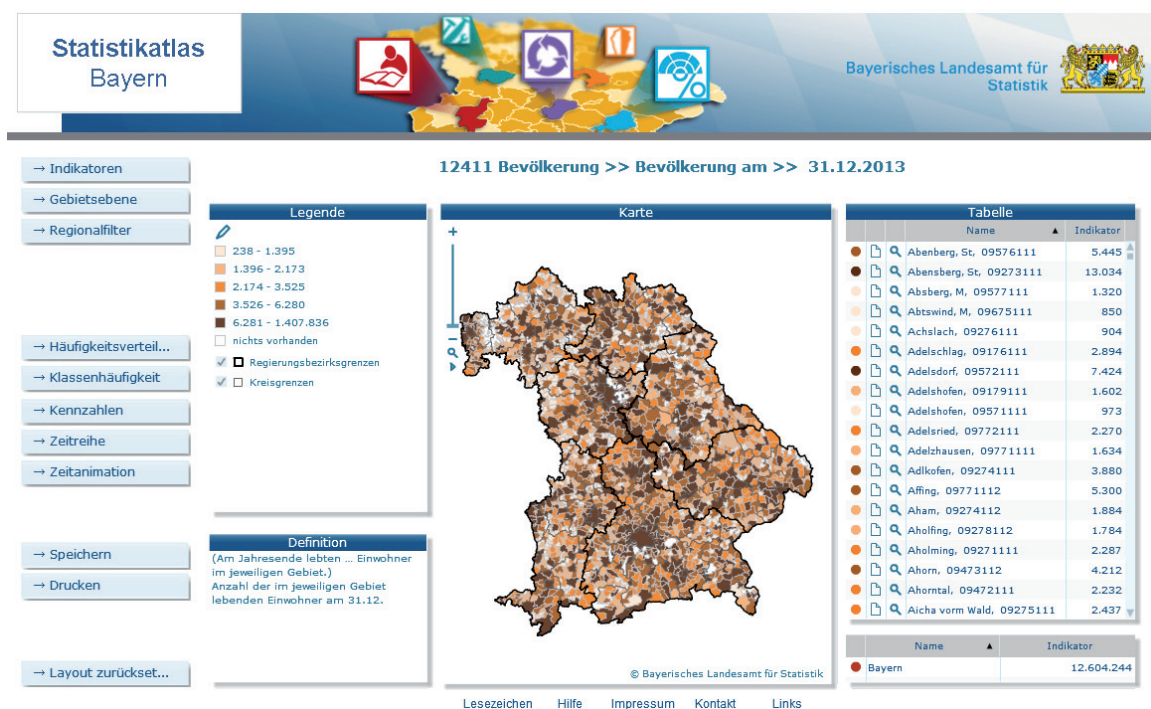 Statistikatlas
Bayern
Bayerisches Landesamt für
Statistik
→ Indikatoren
→ Gebietsebene
→ Regionalfilter
→ Häufigkeitsverteil...
→ Klassenhäufigkeit
→ Kennzahlen
→ Zeitreihe
→ Zeitanimation
→ Speichern
→ Drucken
→ Layout zurückset...
12411 Bevölkerung >> Bevölkerung am >> 31.12.2013
Legende
238 - 1.395
1.396 - 2.173
2.174 - 3.525
3.526 - 6.280
6.281 - 1.407.836
nichts vorhanden
Regierungsbezirksgrenzen
Kreisgrenzen
Definition
(Am Jahresende lebten ... Einwohner
im jeweiligen Gebiet.)
Anzahl der im jeweiligen Gebiet
lebenden Einwohner am 31.12.
Karte
© Bayerisches Landesamt für Statistik
Tabelle
Name ▲ Indikator
Abenberg, St, 09576111 5.445
Abensberg, St, 09273111 13.034
Absberg, M, 09577111 1.320
Abtswind, M, 09675111 850
Achslach, 09276111 904
Adelschlag, 09176111 2.894
Adelsdorf, 09572111 7.424
Adelshofen, 09179111 1.602
Adelshofen, 09571111 973
Adelsried, 09772111 2.270
Adelzhausen, 09771111 1.634
Adlkofen, 09274111 3.880
Affing, 09771112 5.300
Aham, 09274112 1.884
Aholfing, 09278112 1.784
Aholming, 09271111 2.287
Ahorn, 09473112 4.212
Ahorntal, 09472111 2.232
Aicha vorm Wald, 09275111 2.437
Name ▲ Indikator
Bayern 12.604.244
Lesezeichen Hilfe Impressum Kontakt Links